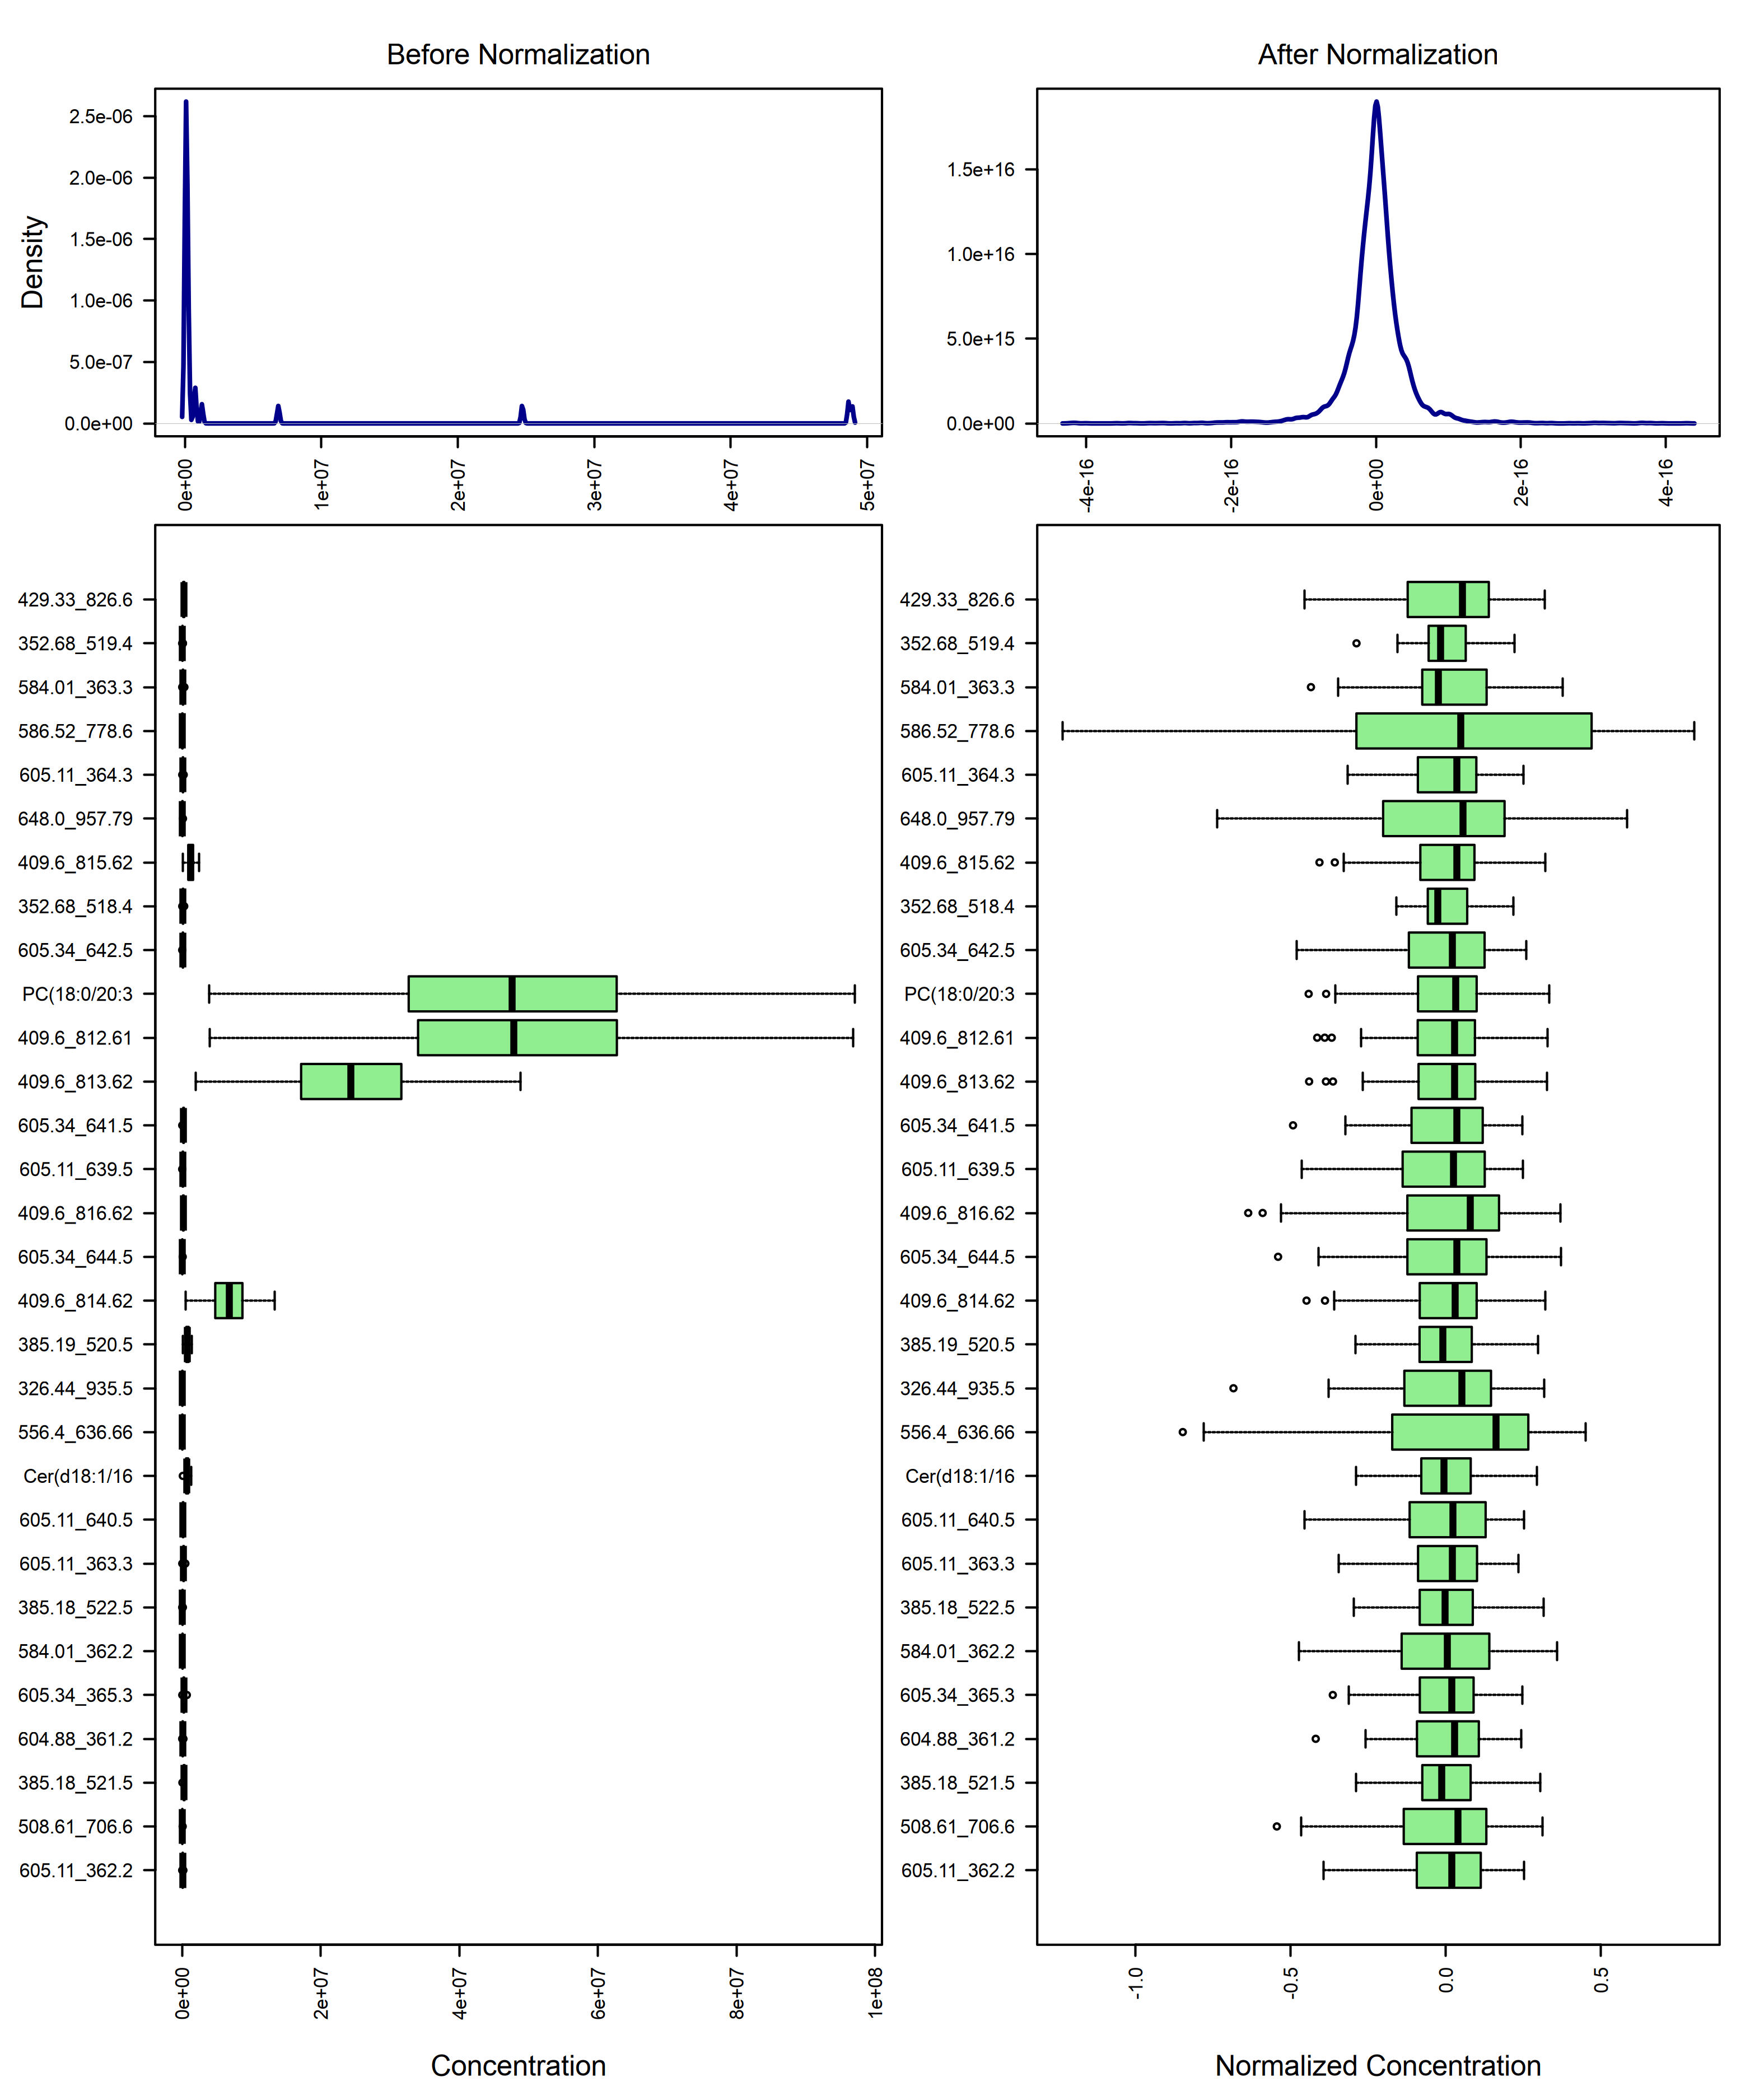 Before Normalization
Density
2.5e-06
2.0e-06
1.5e-06
1.0e-06
5.0e-07
0.0e+00
0e+00 1e+07 2e+07 3e+07 4e+07 5e+07
429.33_826.6
352.68_519.4
584.01_363.3
586.52_778.6
605.11_364.3
648.0_957.79
409.6_815.62
352.68_518.4
605.34_642.5
PC(18:0/20:3
409.6_812.61
409.6_813.62
605.34_641.5
605.11_639.5
409.6_816.62
605.34_644.5
409.6_814.62
385.19_520.5
326.44_935.5
556.4_636.66
Cer(d18:1/16
605.11_640.5
605.11_363.3
385.18_522.5
584.01_362.2
605.34_365.3
604.88_361.2
385.18_521.5
508.61_706.6
605.11_362.2
0e+00 2e+07 4e+07 6e+07 8e+07 1e+08
Concentration
After Normalization
1.5e+16
1.0e+16
5.0e+15
0.0e+00
-4e-16 -2e-16 0e+00 2e-16 4e-16
429.33_826.6
352.68_519.4
584.01_363.3
586.52_778.6
605.11_364.3
648.0_957.79
409.6_815.62
352.68_518.4
605.34_642.5
PC(18:0/20:3
409.6_812.61
409.6_813.62
605.34_641.5
605.11_639.5
409.6_816.62
605.34_644.5
409.6_814.62
385.19_520.5
326.44_935.5
556.4_636.66
Cer(d18:1/16
605.11_640.5
605.11_363.3
385.18_522.5
584.01_362.2
605.34_365.3
604.88_361.2
385.18_521.5
508.61_706.6
605.11_362.2
-1.0 -0.5 0.0 0.5
Normalized Concentration